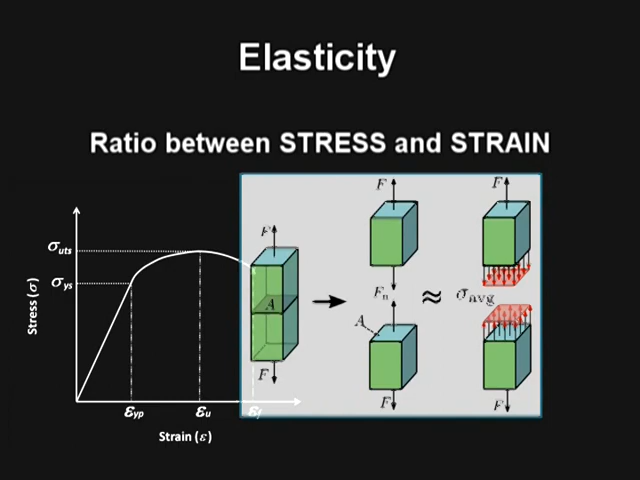 Elasticity
Ratio between STRESS and STRAIN
F F
σuts F
σys A Fn ≈ σavg
Stress (σ) A
F
F F
εyp εu εf
Strain (ε)